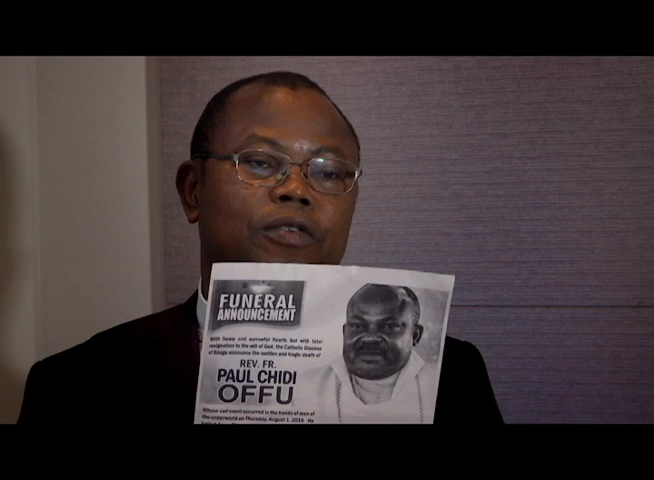 FUNERAL
ANNOUNCEMENT
With heavy and sorrowful hearts but with total
resignation to the will of God, the Catholic Diocese
of Enugu announce the sudden and tragic death of
REV. FR.
PAUL CHIDI
OFFU
Whose sad event occurred in the hands of men of
the underworld on Thursday, August 1, 2019. He